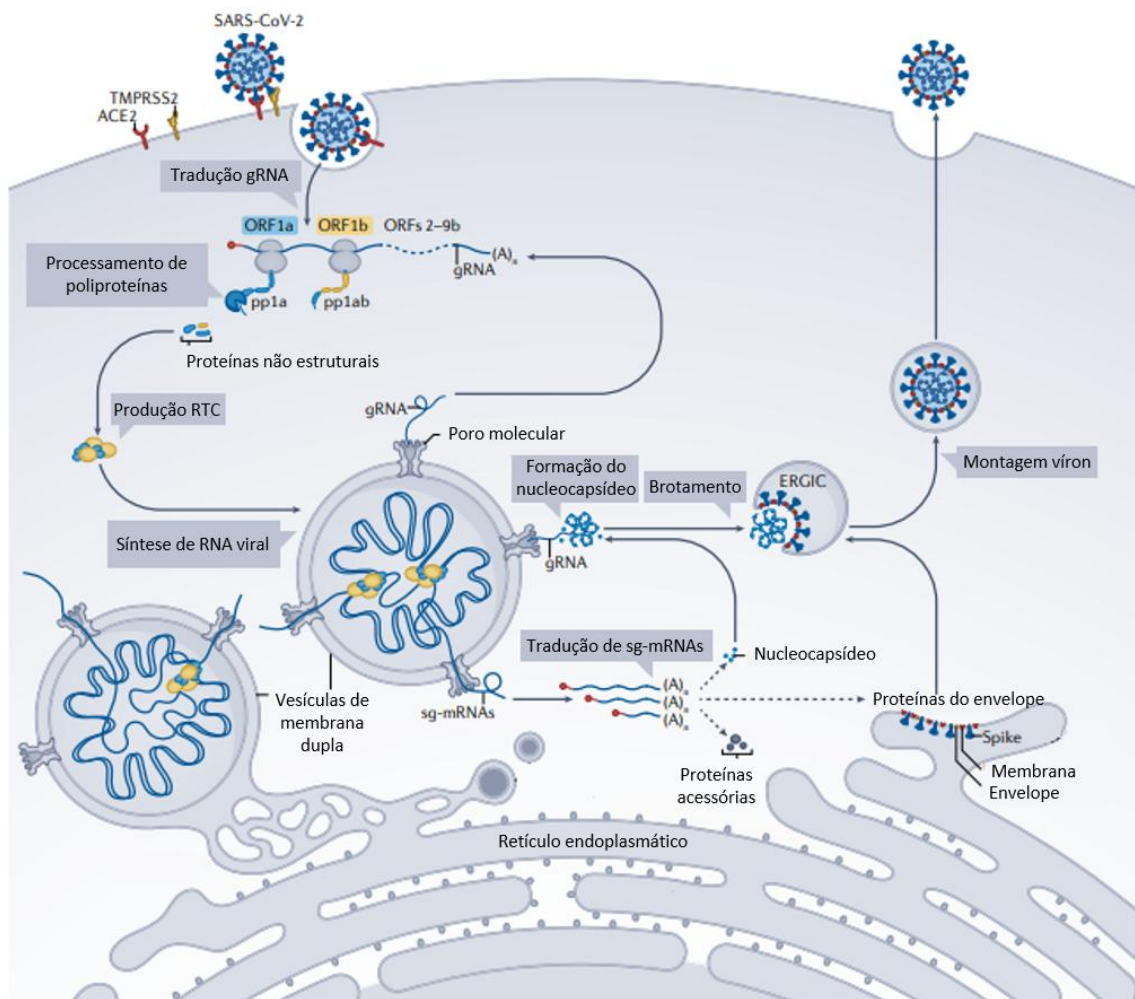 SARS-CoV-2
TMPRSS2
ACE2
Tradução gRNA
ORF1a
ORF1b
ORFs 2–9b
(A)n
gRNA
Processamento de
poliproteínas
pp1a
pp1ab
Proteínas não estruturais
Produção RTC
gRNA
Poro molecular
Formação do
nucleocapsídeo
Brotamento
ERGIC
Montagem víron
Síntese de RNA viral
gRNA
Tradução de sg-mRNAs
Nucleocapsídeo
Vesículas de
membrana
dupla
sg-mRNAs
(A)n
(A)n
(A)n
Proteínas do envelope
Spike
Membrana
Envelope
Proteínas
acessórias
Retículo endoplasmático